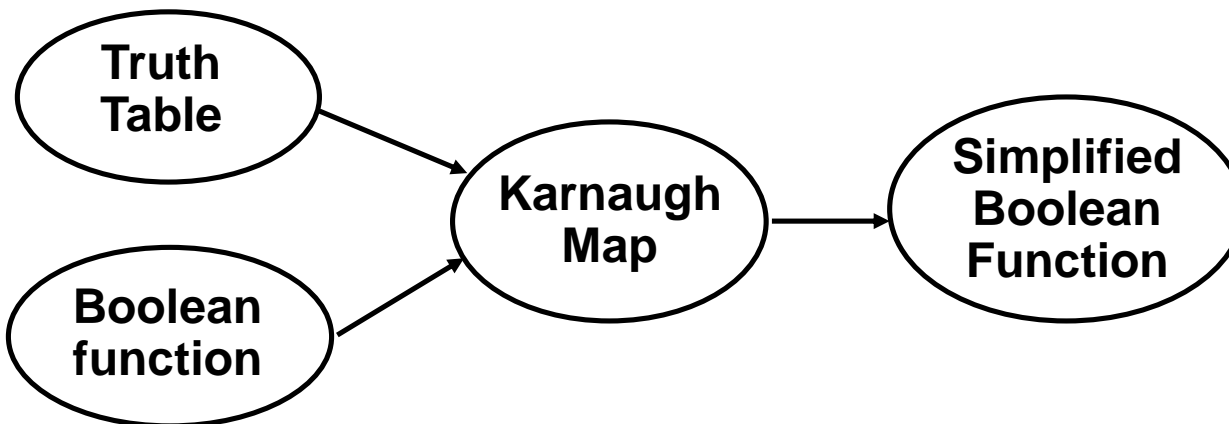 Truth
Table
Boolean
function
Karnaugh
Map
Simplified
Boolean
Function